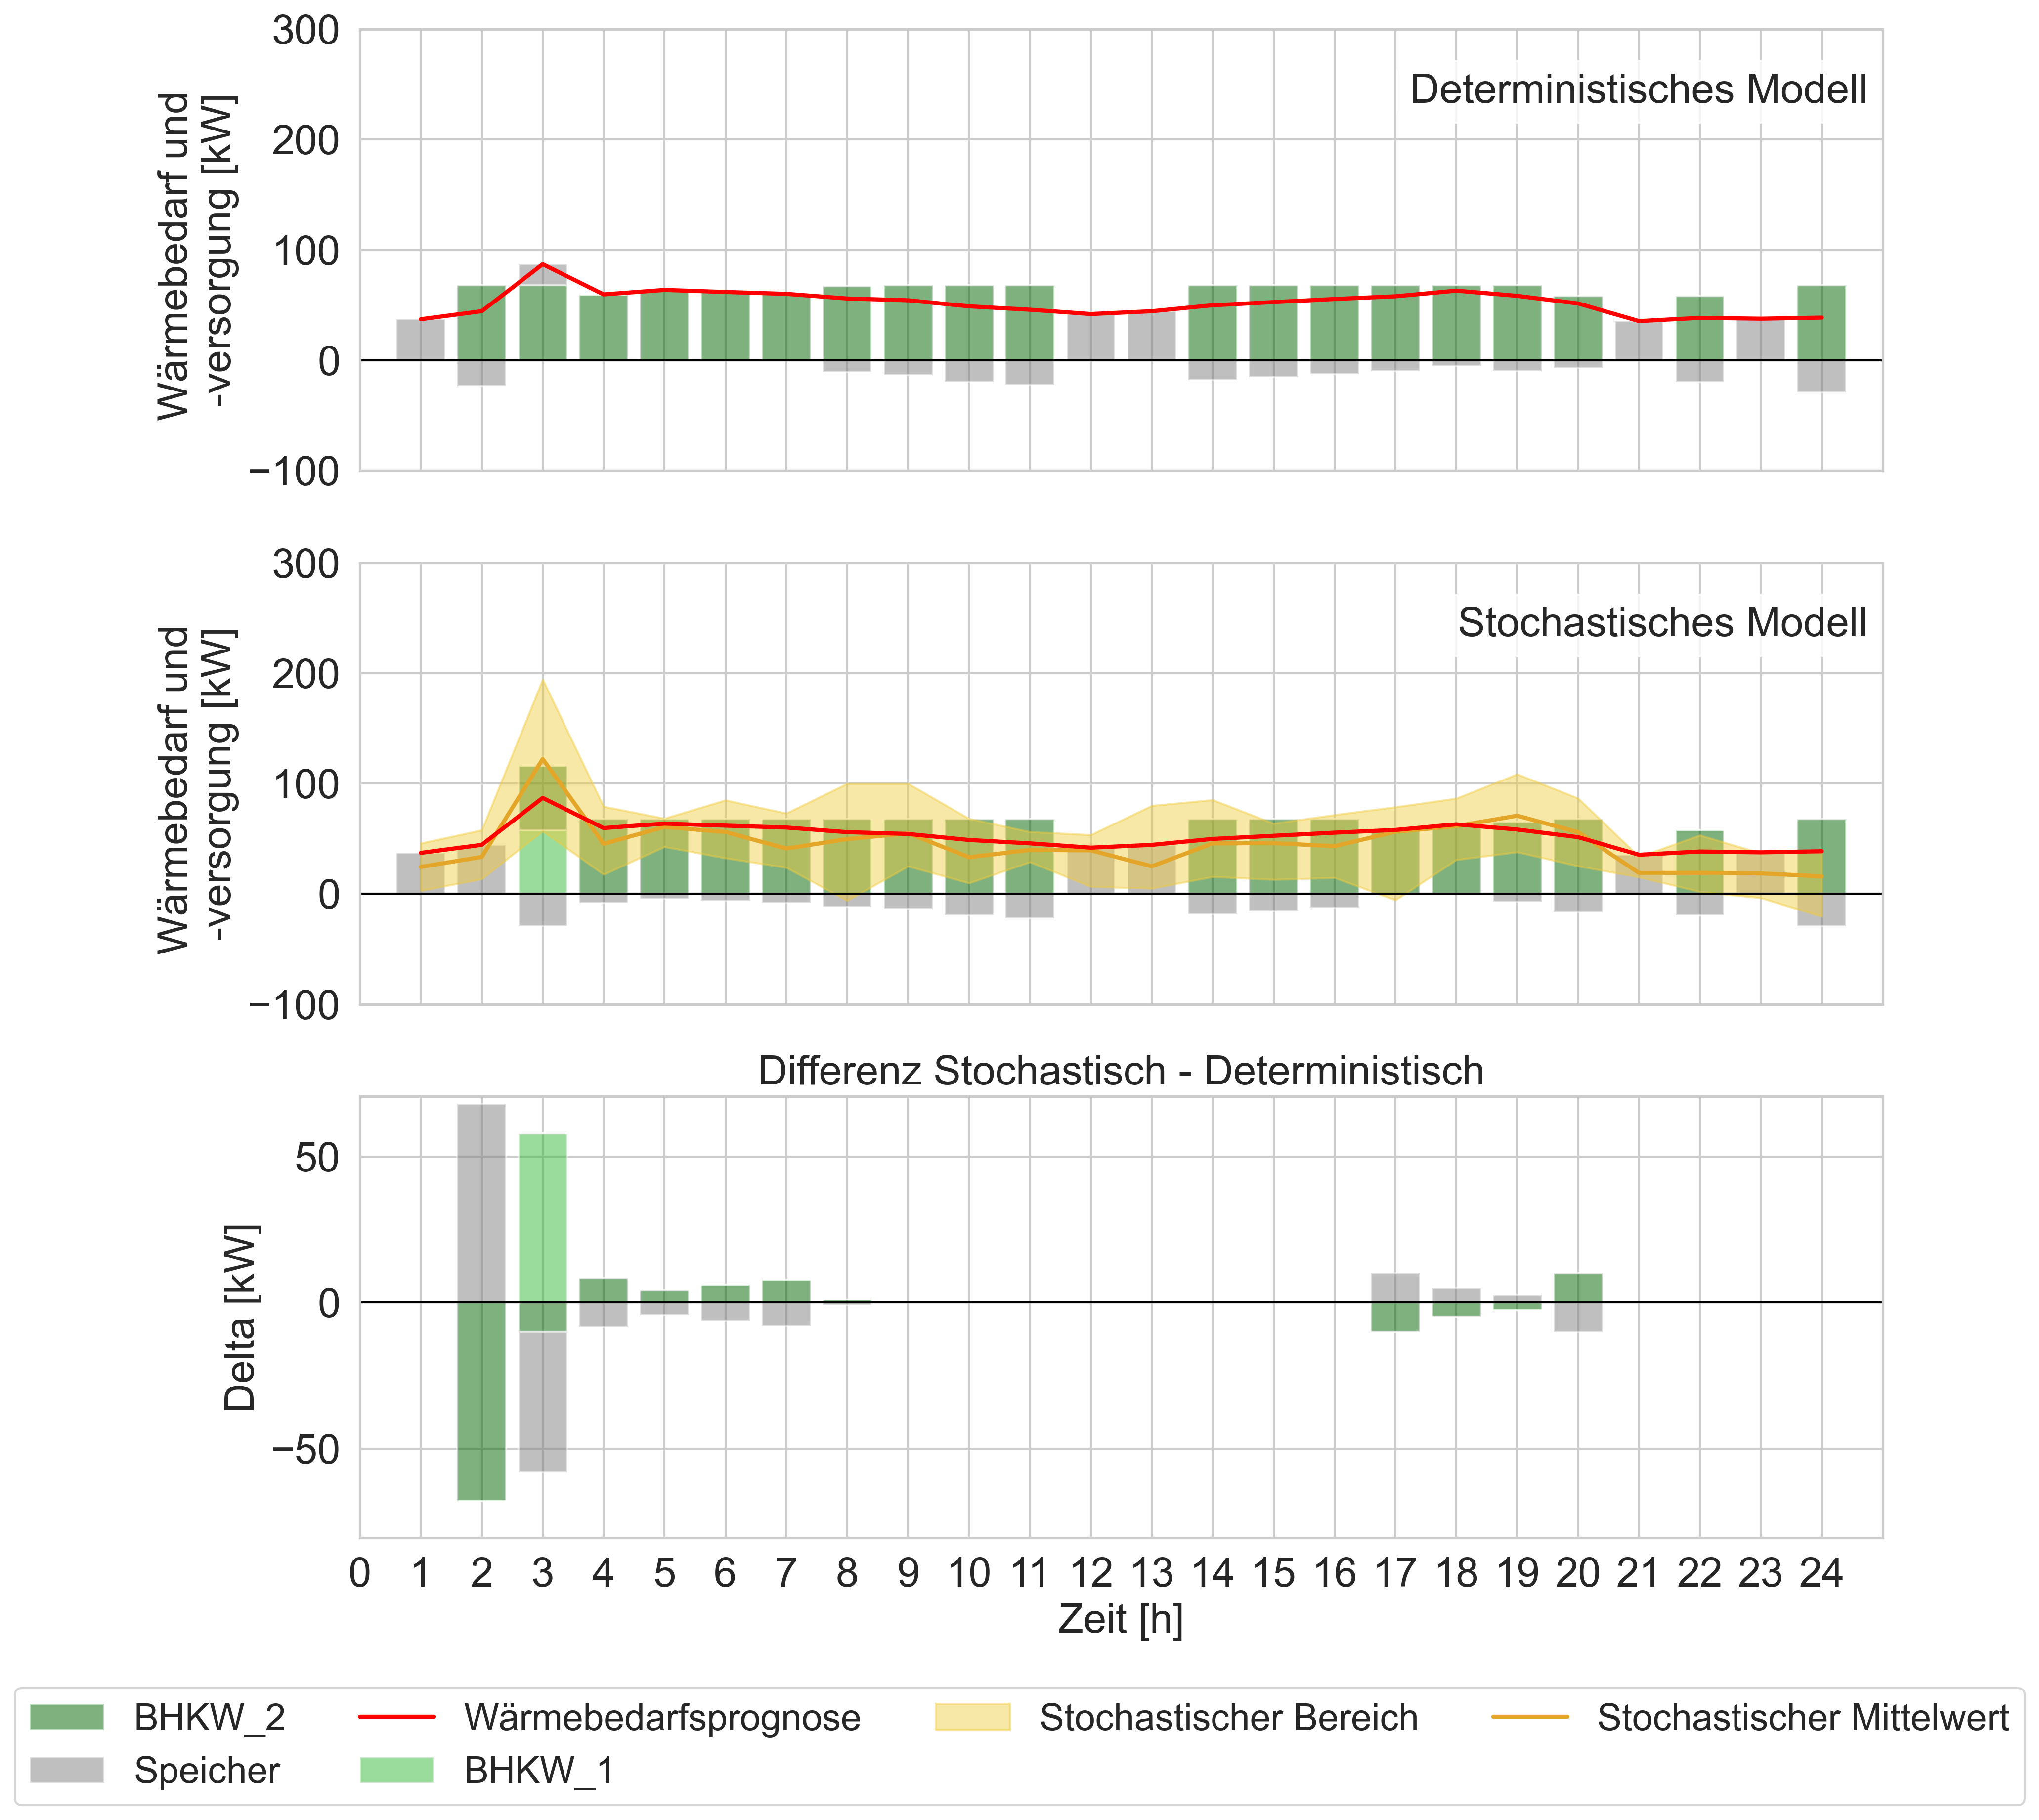 300
200
100
0
−100
Wärmebedarf und
-versorgung [kW]
Deterministisches Modell
300
200
100
0
−100
Wärmebedarf und
-versorgung [kW]
Stochastisches Modell
Differenz Stochastisch - Deterministisch
50
0
−50
Delta [kW]
0 1 2 3 4 5 6 7 8 9 10 11 12 13 14 15 16 17 18 19 20 21 22 23 24
Zeit [h]
BHKW_2 Wärmebedarfsprognose Stochastischer Bereich Stochastischer Mittelwert
Speicher BHKW_1